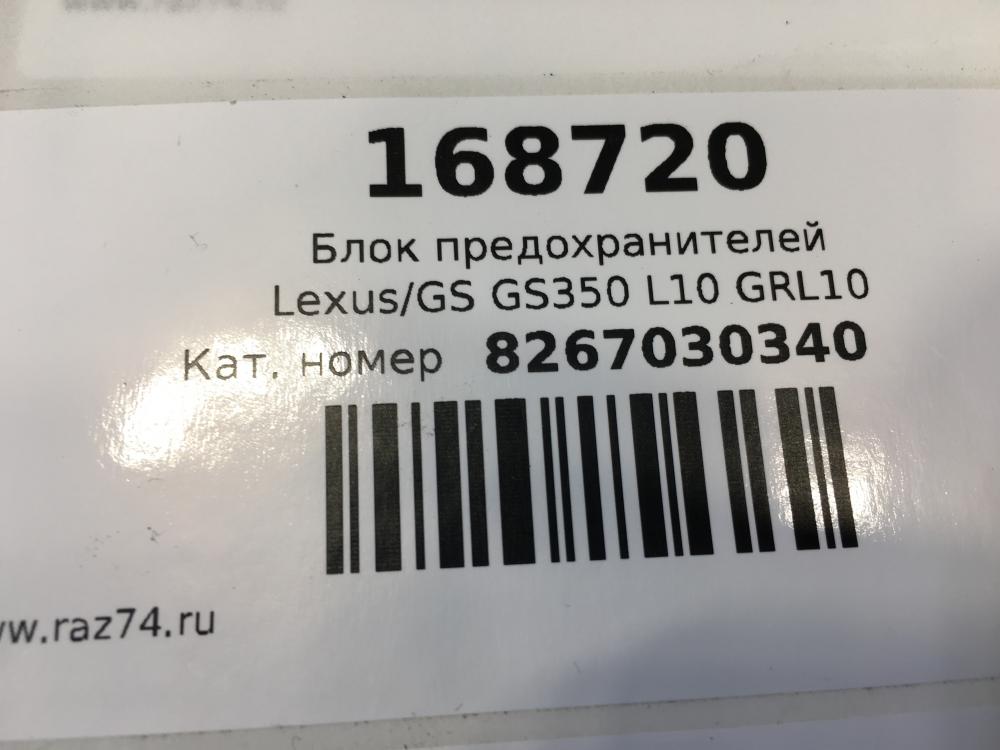 168720
Блок предохранителей
Lexus/GS GS350 L10 GRL10
Кат. номер 8267030340
w.raz74.ru